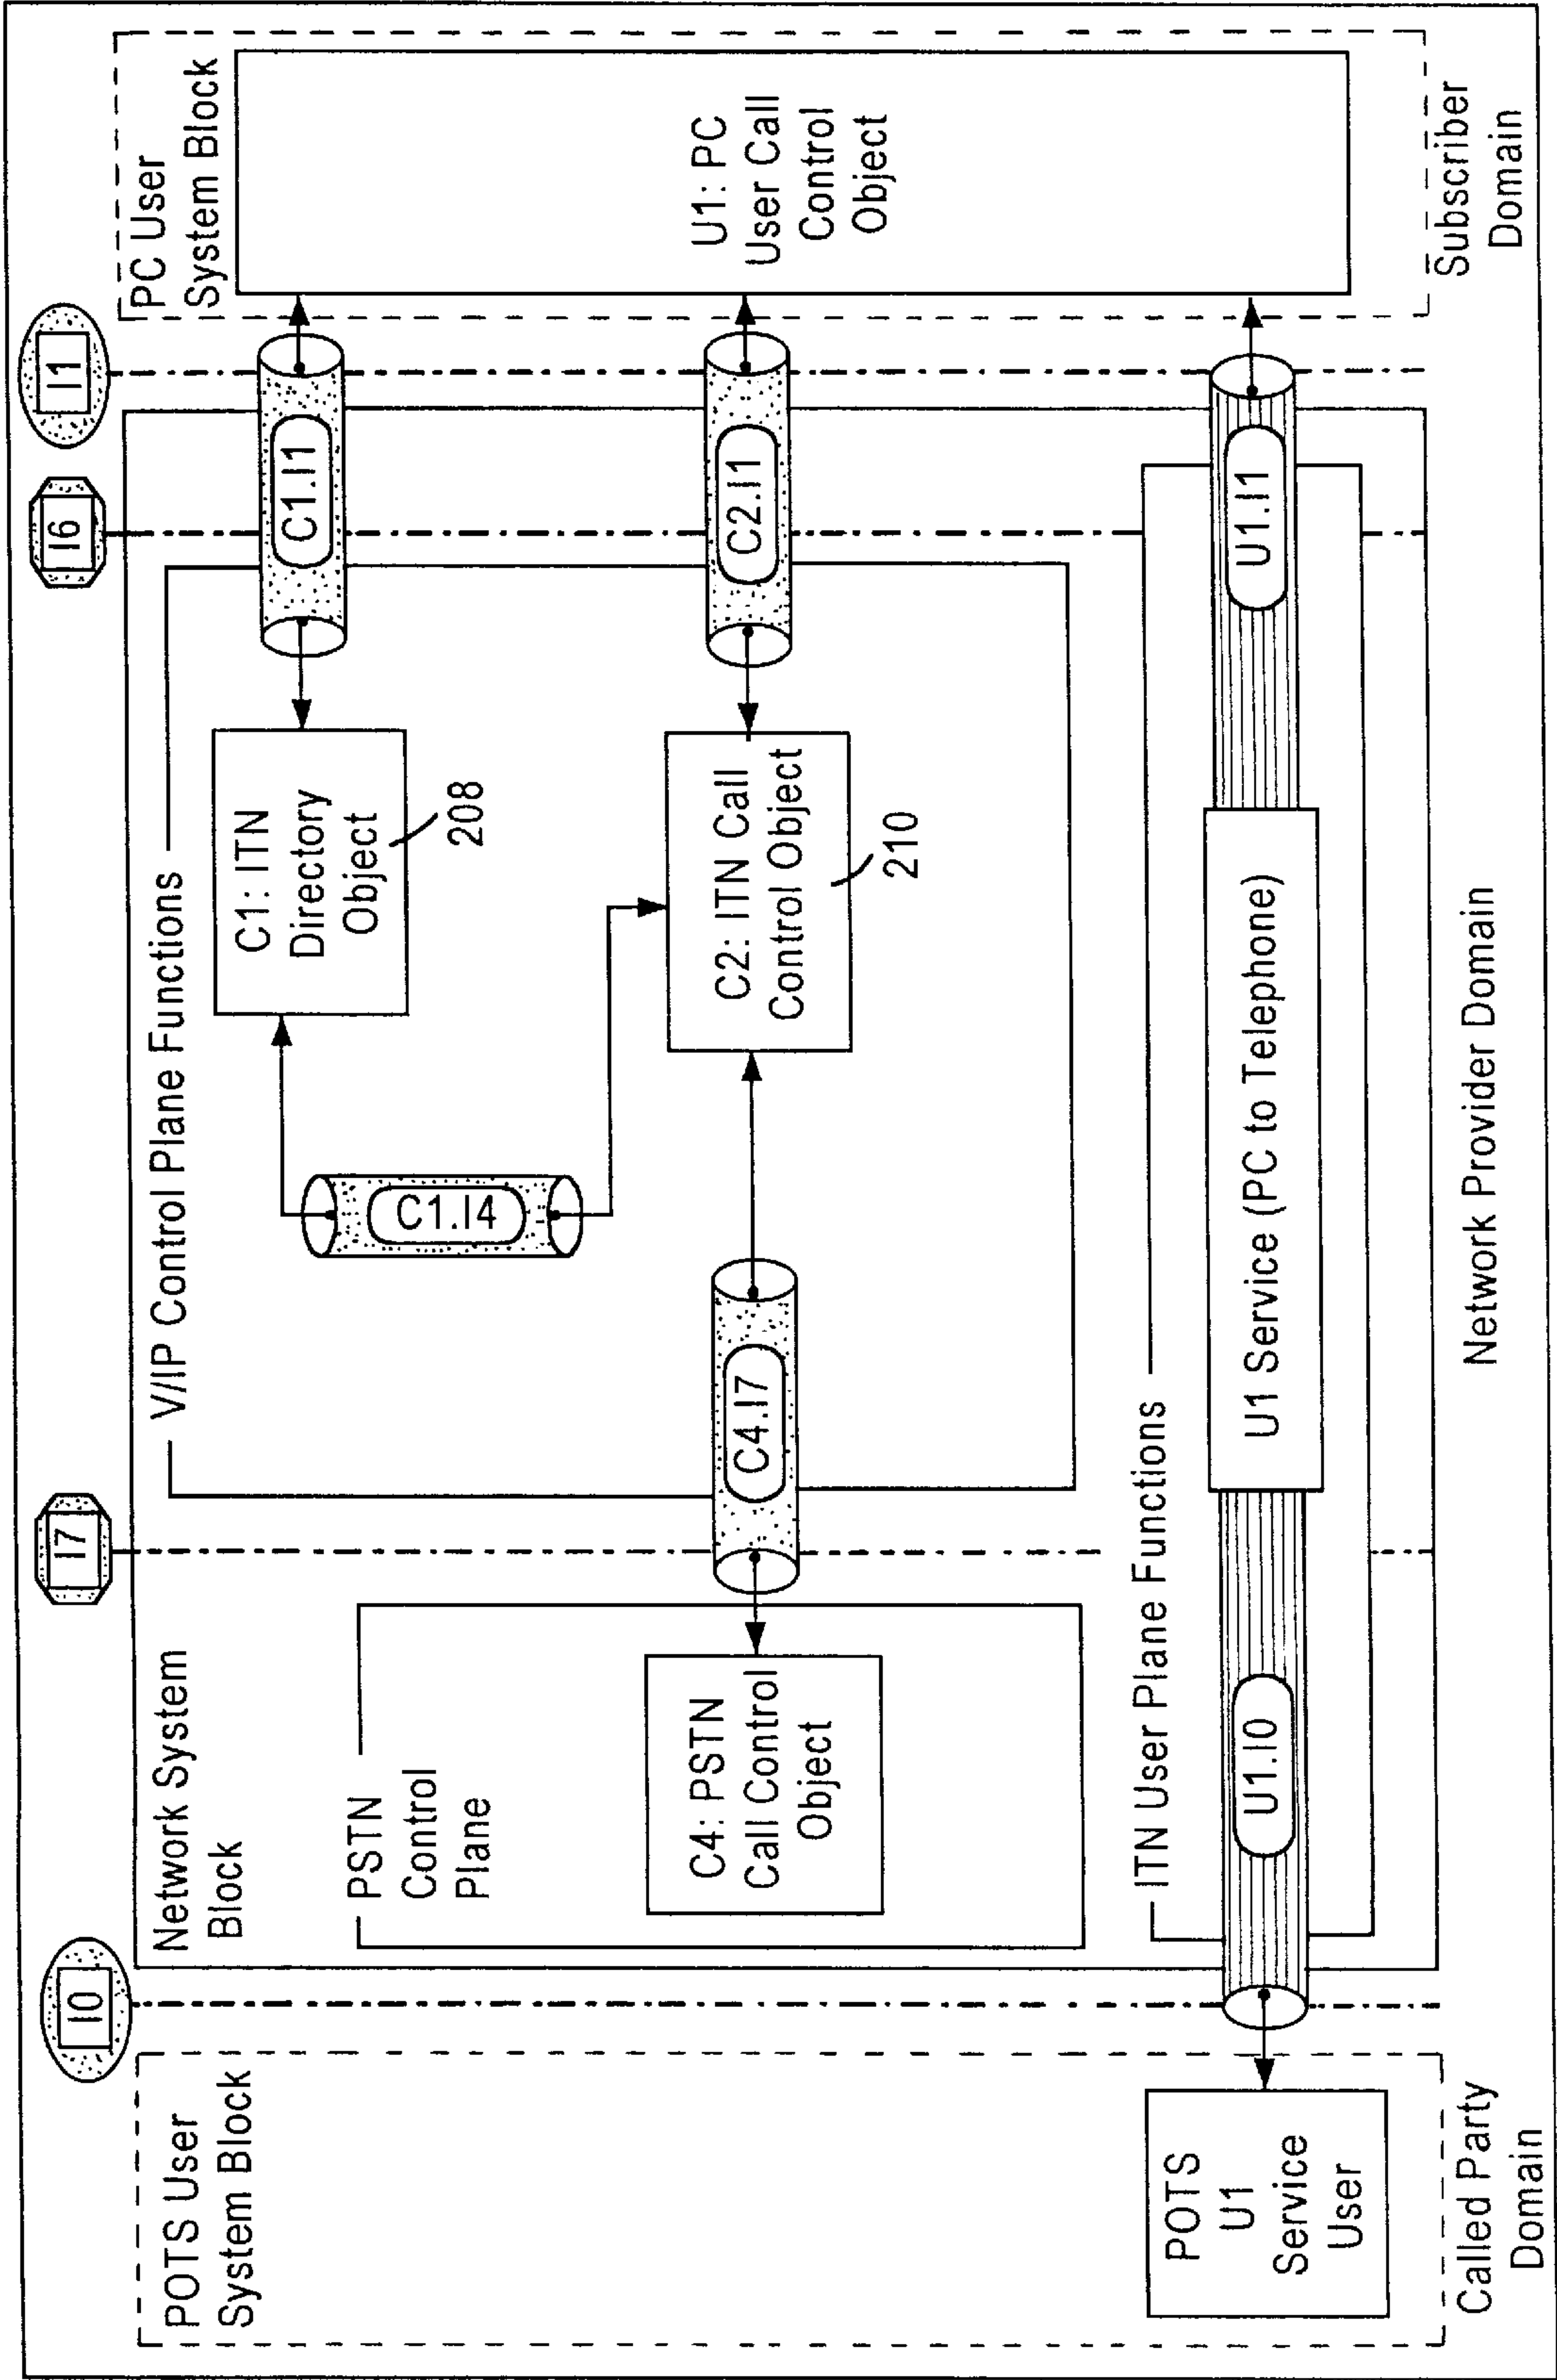 I0
I7
I6
I1
POTS User
System Block
Network System
Block
PC User
System Block
V/IP Control Plane Functions
PSTN
Control
Plane
C1: ITN
Directory
Object
208
C1.I1
C1.I4
C4: PSTN
Call Control
Object
C4.I7
C2: ITN Call
Control Object
210
C2.I1
U1: PC
User Call
Control
Object
ITN User Plane Functions
POTS
U1
Service
User
U1.I0
U1 Service (PC to Telephone)
U1.I1
Called Party
Domain
Network Provider Domain
Subscriber
Domain